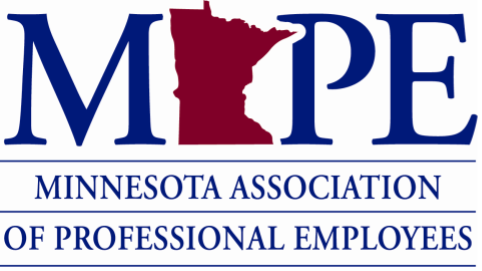 M PE
MINNESOTA ASSOCIATION
OF PROFESSIONAL EMPLOYEES